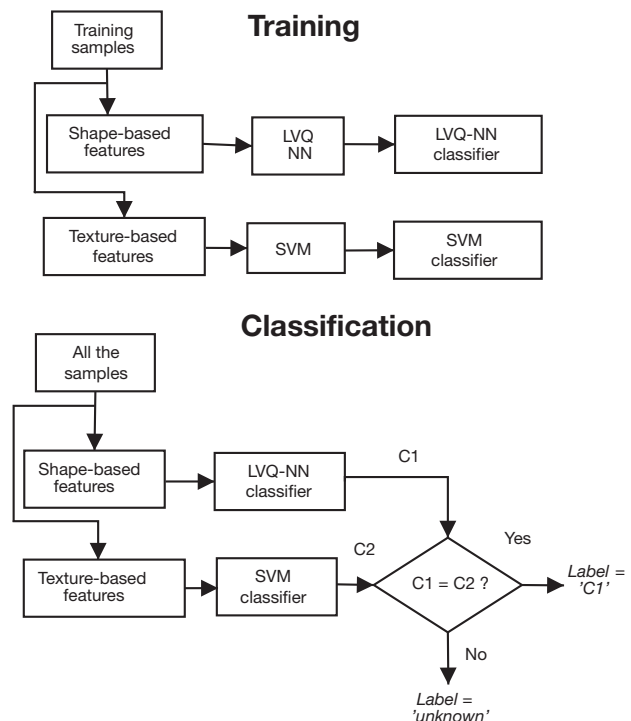 Training
Training
samples
Shape-based
features
LVQ
NN
LVQ-NN
classifier
Texture-based
features
SVM
SVM
classifier
Classification
All the
samples
Shape-based
features
LVQ-NN
classifier
C1
Texture-based
features
SVM
classifier
C2
C1 = C2 ?
Yes
Label =
'C1'
No
Label =
'unknown'